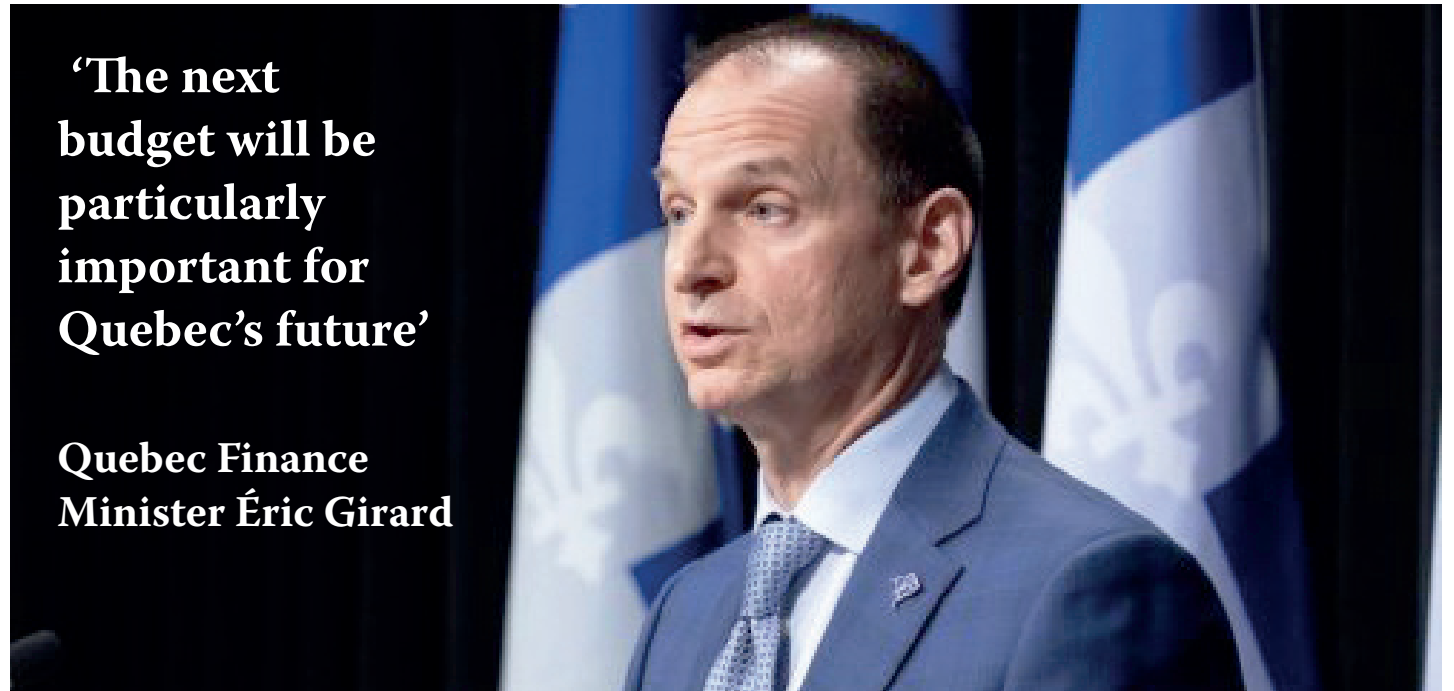 ‘The next
budget will be
particularly
important for
Quebec’s future’
Quebec Finance
Minister Éric Girard